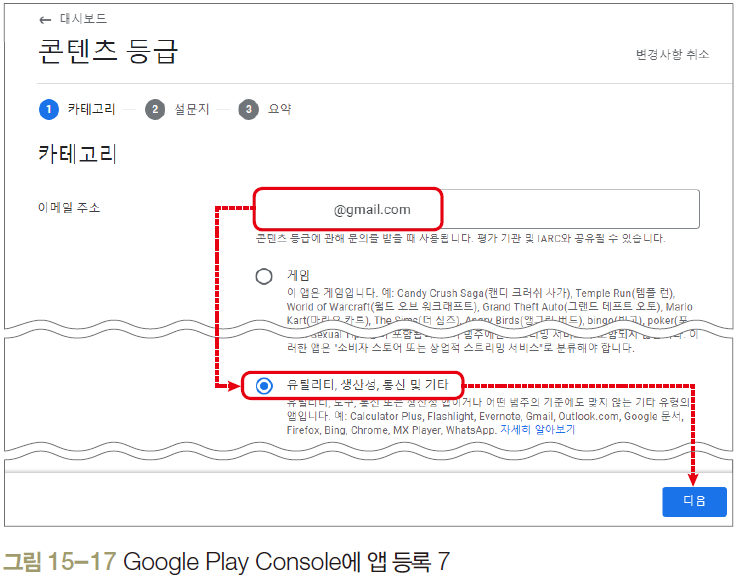 ← 대시보드
콘텐츠 등급
변경사항 취소
1 카테고리 2 설문지 3 요약
카테고리
이메일 주소
@gmail.com
콘텐츠 등급에 관해 문의를 받을 때 사용됩니다. 평가 기관 및 IARC와 공유될 수 있습니다.
게임
이 앱은 게임입니다. 예: Candy Crush Saga(캔디 크러쉬 사가), Temple Run(템플 런),
World of Warcraft(월드 오브 워크래프트), Grand Theft Auto(그랜드 테프트 오토), Mario
Kart(마리오 카트), The Sims(더 심즈), Angry Birds(앵그리 버드), bingo(빙고), poker(포
러한 앱은 "소비자 스토어 또는 상업적 스트리밍 서비스"로 분류해야 합니다.
유틸리티, 생산성, 통신 및 기타
유틸리티, 도구, 통신 또는 생산성 앱이거나 어떤 범주의 기준에도 맞지 않는 기타 유형의
앱입니다. 예: Calculator Plus, Flashlight, Evernote, Gmail, Outlook.com, Google 문서,
Firefox, Bing, Chrome, MX Player, WhatsApp. 자세히 알아보기
다음
그림 15-17 Google Play Console에 앱 등록 7